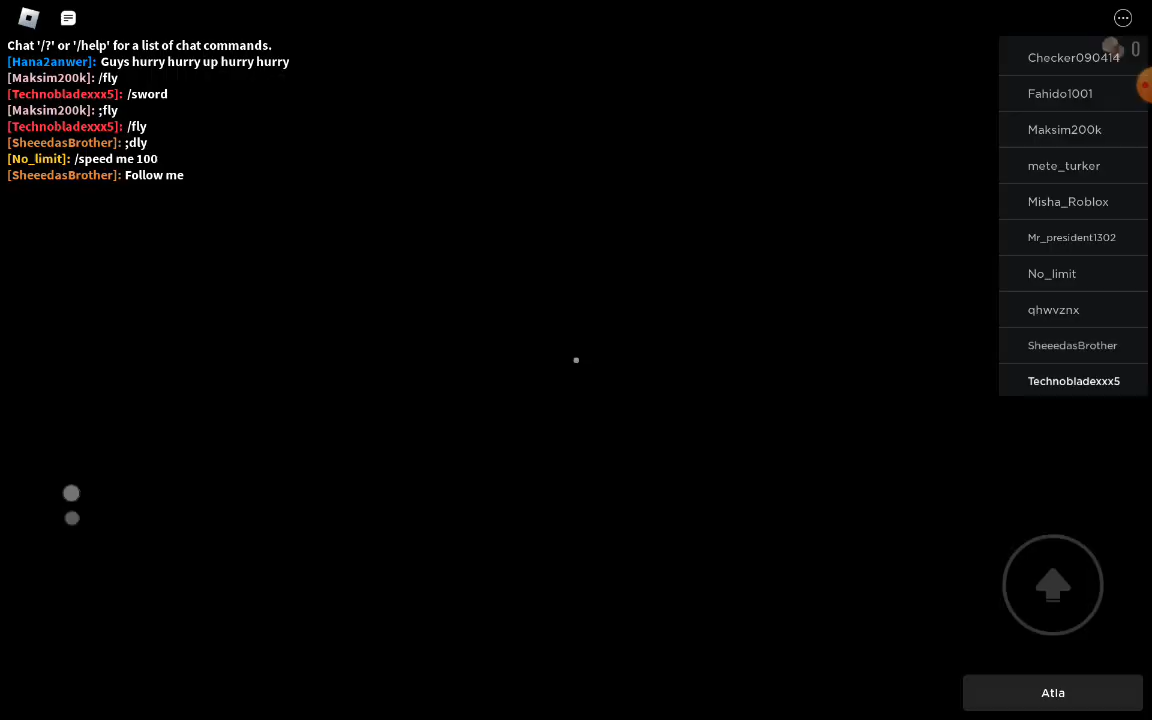 Chat '/?' or '/help' for a list of chat commands.
[Hana2anwer]: Guys hurry hurry up hurry hurry
[Maksim200k]: /fly
[Technobladexxx5]: /sword
[Maksim200k]: ;fly
[Technobladexxx5]: /fly
[SheeedasBrother]: ;dly
[No_limit]: /speed me 100
[SheeedasBrother]: Follow me
0
Checker090414
Fahido1001
Maksim200k
mete_turker
Misha_Roblox
Mr_president1302
No_limit
qhwvznx
SheeedasBrother
Technobladexxx5
Atla